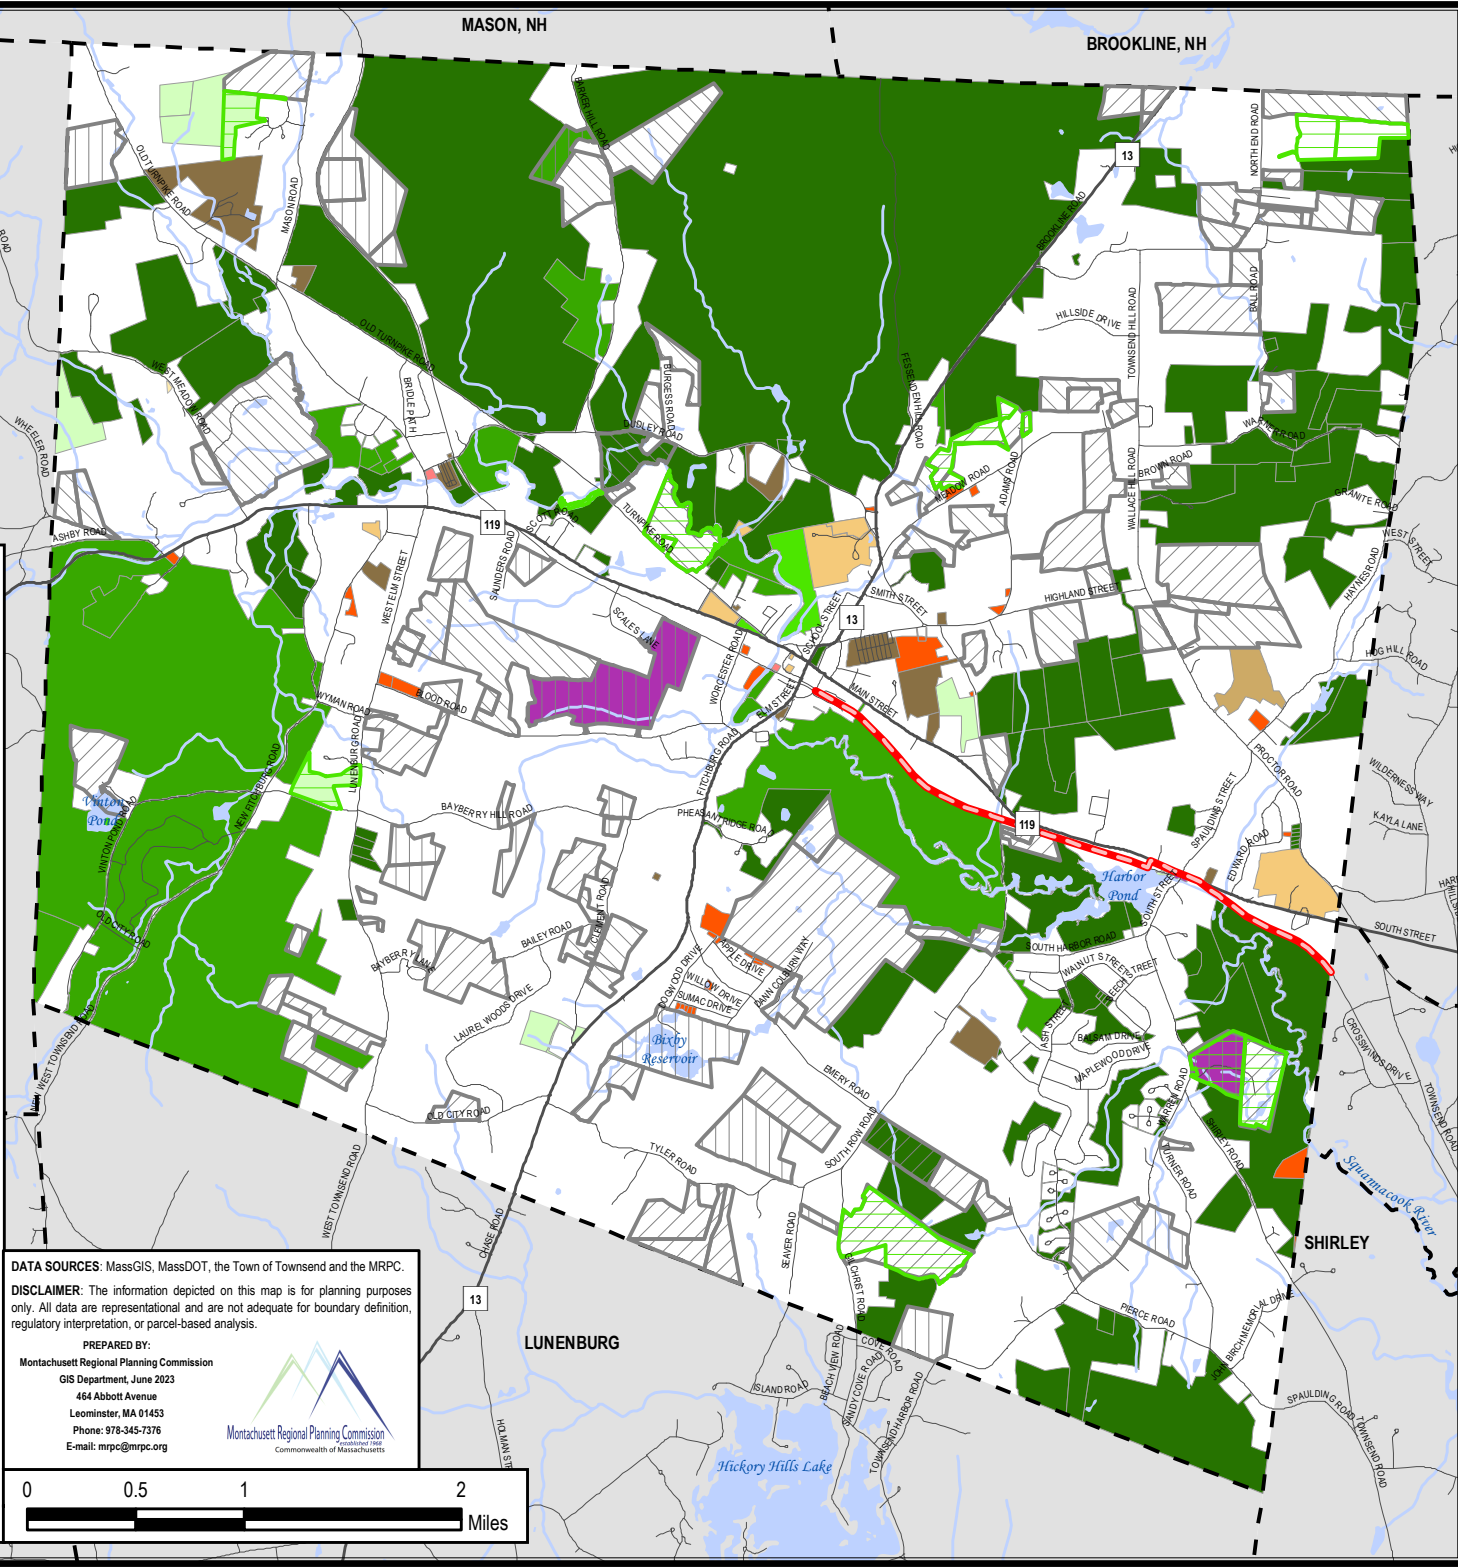 MASON, NH
BROOKLINE, NH
BARKER HILL ROAD
13
NORTH END ROAD
OLD TURNPIKE ROAD
MASON ROAD
BROOKLINE ROAD
ROAD
BALL ROAD
TOWNSEND HILL ROAD
HILLSIDE DRIVE
OLD TURNPIKE ROAD
WEST MEADOW ROAD
BRIDLE PATH
BURGESS ROAD
FESSENDEN HILL ROAD
DUDLEY ROAD
WARNER ROAD
WHEELER ROAD
BROWN ROAD
MEADOW ROAD
ADAMS ROAD
WALLACE HILL ROAD
GRANITE ROAD
ASHBY ROAD
119
SCOTT ROAD
TURNPIKE ROAD
WEST STREET
SAUNDERS ROAD
WEST ELM STREET
HAYNES ROAD
SMITH STREET
HIGHLAND STREET
SCALES LANE
13
SCHOOL STREET
HOG HILL ROAD
WORCESTER ROAD
WYMAN ROAD
BLOOD ROAD
ELM STREET
MAIN STREET
LUNENBURG ROAD
NEW FITCHBURG ROAD
FITCHBURG ROAD
PROCTOR ROAD
WILDERNESS WAY
Vinton
Pond
VINTON POND ROAD
BAYBERRY HILL ROAD
PHEASANT RIDGE ROAD
119
SPAULDING STREET
KAYLA LANE
EDWARD ROAD
Harbor
Pond
SOUTH STREET
OLD CITY ROAD
CLEMENT ROAD
BAILEY ROAD
BAYBERRY LANE
SOUTH STREET
SOUTH HARBOR ROAD
APPLE DRIVE
WILLOW DRIVE
DOGWOOD DRIVE
SUMAC DRIVE
DANN COLBURN WAY
WALNUT STREET
BEECH STREET
LAUREL WOODS DRIVE
Bixby
Reservoir
ASH STREET
BALSAM DRIVE
MAPLEWOOD DRIVE
NEW WEST TOWNSEND ROAD
CROSSWINDS DRIVE
EMERY ROAD
WARREN ROAD
OLD CITY ROAD
TOWNSEND ROAD
SOUTH ROW ROAD
SHIRLEY ROAD
TYLER ROAD
TURNER ROAD
WEST TOWNSEND ROAD
Squannacook River
CHASE ROAD
SEAVER ROAD
GILCHRIST ROAD
SHIRLEY
13
LUNENBURG
PIERCE ROAD
JOHN BIRCH MEMORIAL DRIVE
COVE ROAD
BEACH VIEW ROAD
SANDY COVE ROAD
ISLAND ROAD
TOWNSEND HARBOR ROAD
SPAULDING ROAD
TOWNSEND ROAD
Hickory Hills Lake
DATA SOURCES: MassGIS, MassDOT, the Town of Townsend and the MRPC.
DISCLAIMER: The information depicted on this map is for planning purposes
only. All data are representational and are not adequate for boundary definition,
regulatory interpretation, or parcel-based analysis.
PREPARED BY:
Montachusett Regional Planning Commission
GIS Department, June 2023
464 Abbott Avenue
Leominster, MA 01453
Phone: 978-345-7376
E-mail: mrpc@mrpc.org
Montachusett Regional Planning Commission
established 1968
Commonwealth of Massachusetts
0 0.5 1 2
Miles